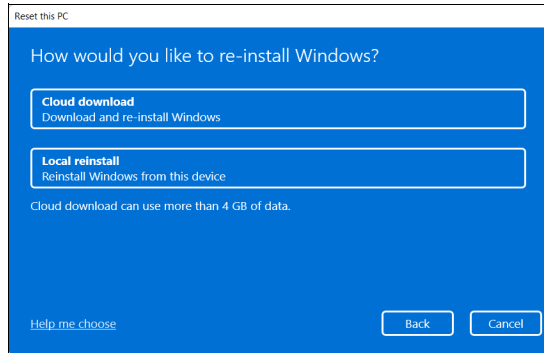 Reset this PC
How would you like to re-install Windows?
Cloud download
Download and re-install Windows
Local reinstall
Reinstall Windows from this device
Cloud download can use more than 4 GB of data.
Help me choose
Back
Cancel